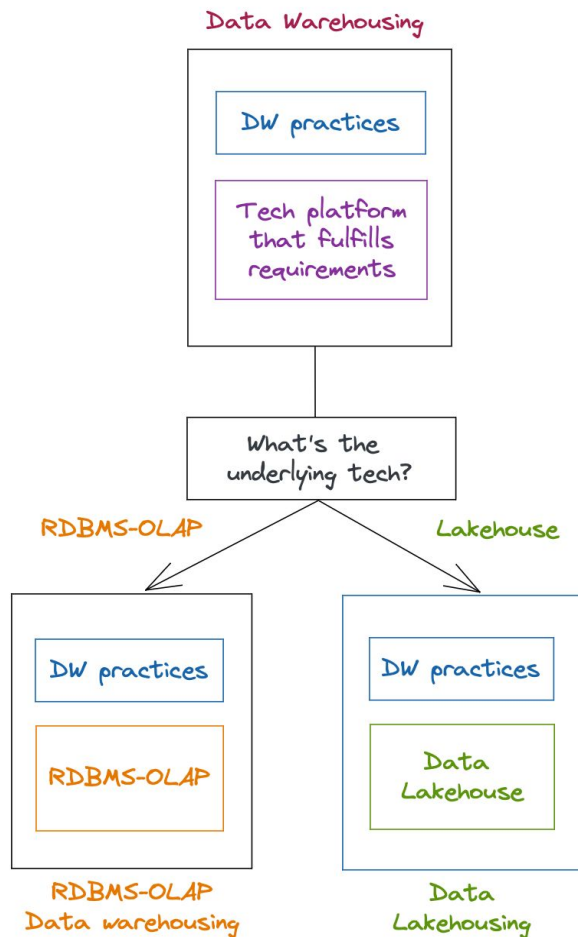 Data Warehousing
DW practices
Tech platform
that fulfills
requirements
What's the
underlying tech?
RDBMS-OLAP
Lakehouse
DW practices
RDBMS-OLAP
RDBMS-OLAP
Data warehousing
DW practices
Data
Lakehouse
Data
Lakehousing